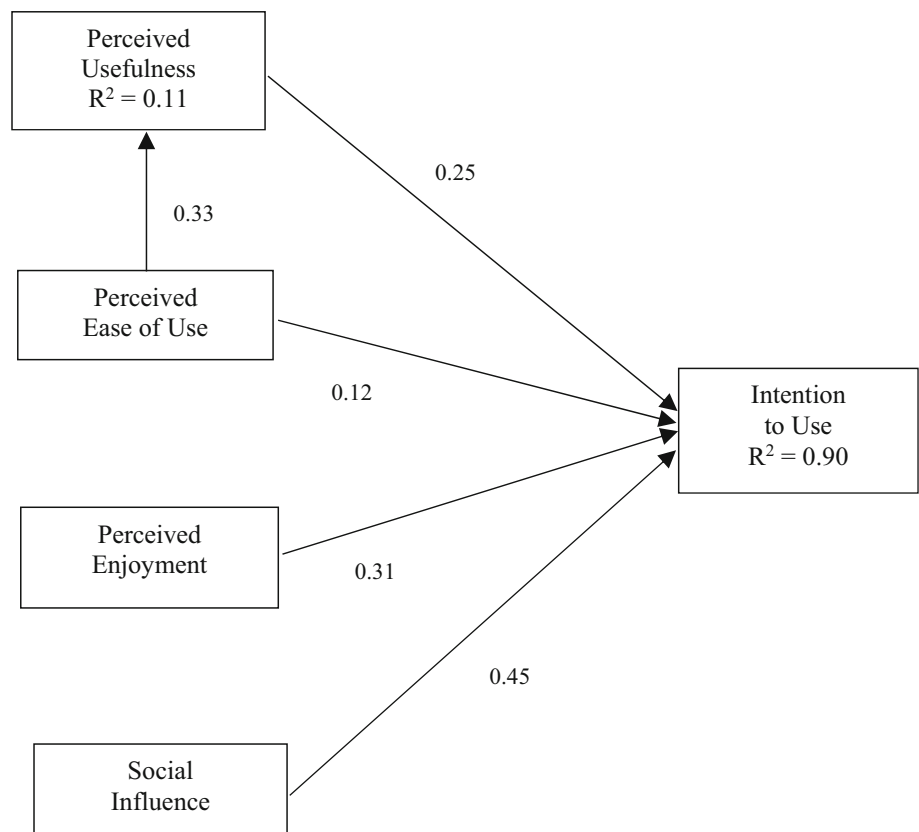 Perceived
Usefulness
R² = 0.11
0.25
0.33
Perceived
Ease of Use
0.12
Intention
to Use
R² = 0.90
Perceived
Enjoyment
0.31
0.45
Social
Influence